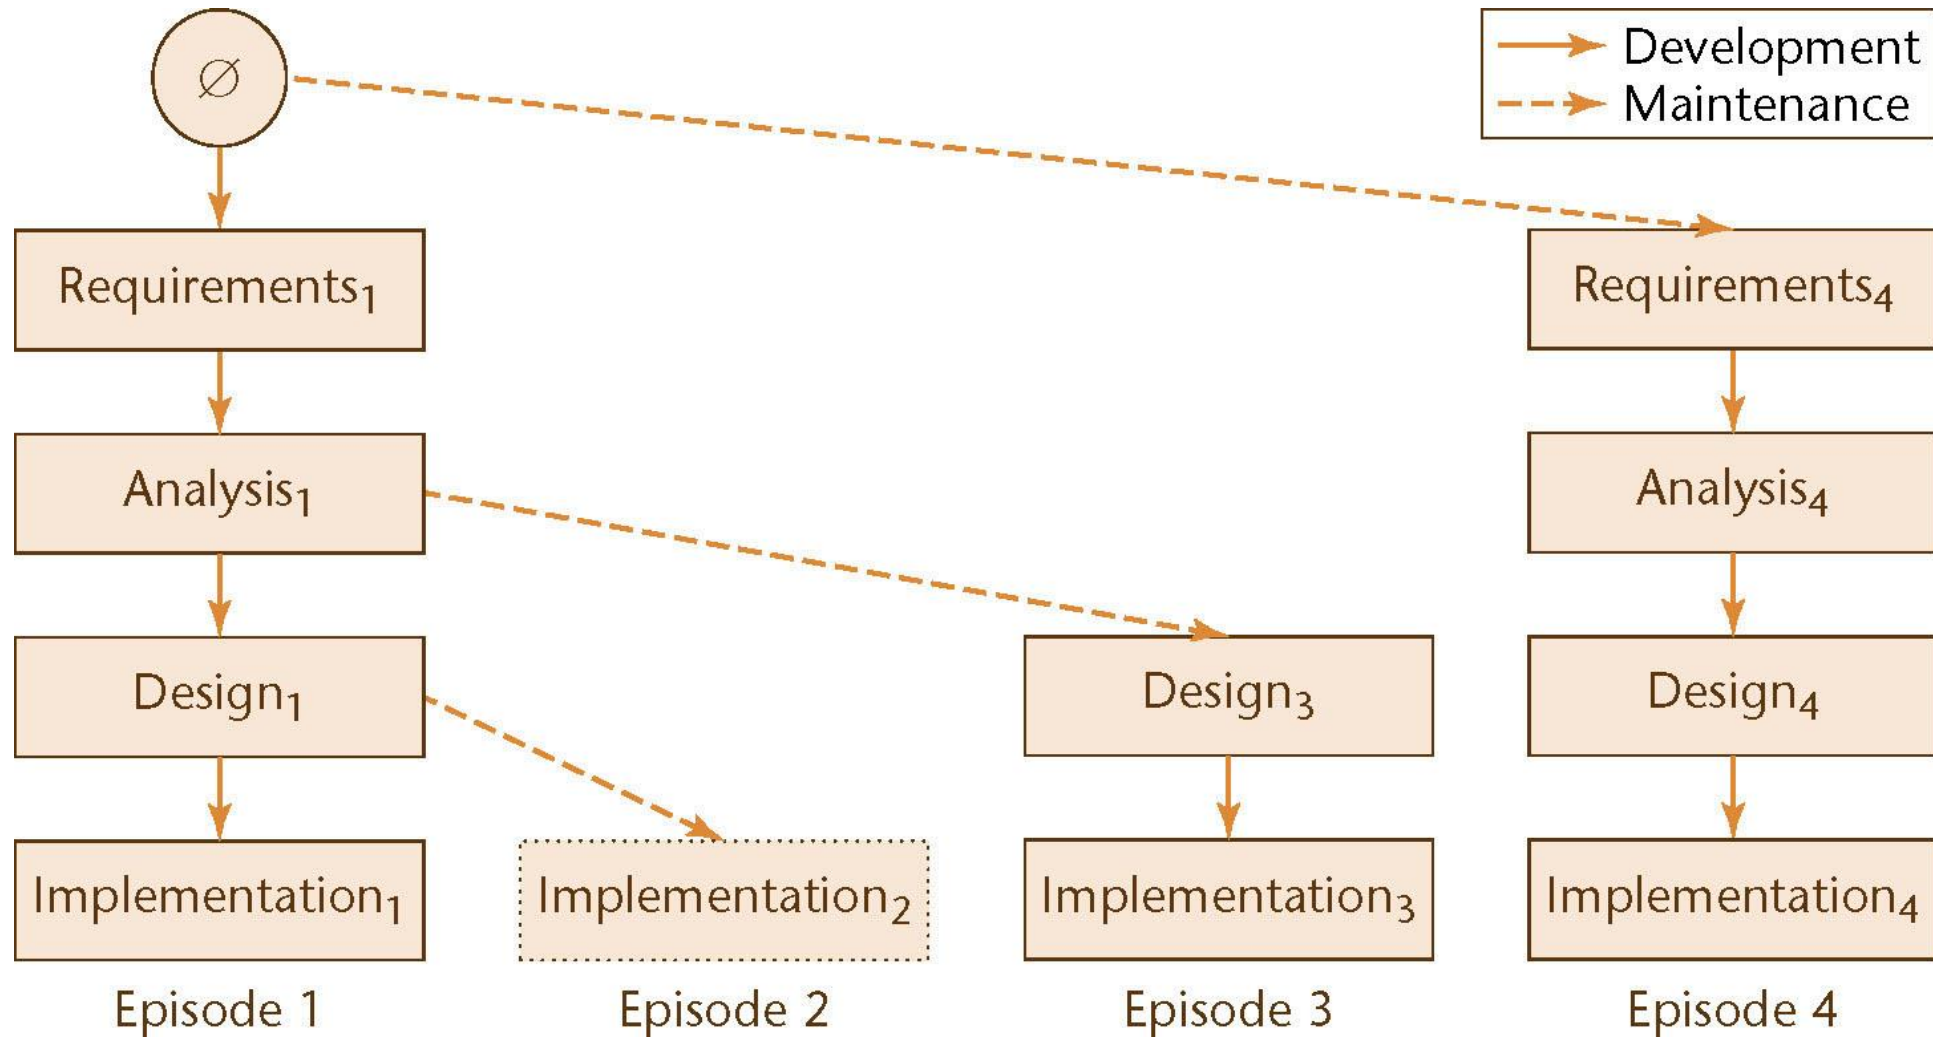 ∅
Development
Maintenance
Requirements₁
Requirements₄
Analysis₁
Analysis₄
Design₁
Design₃
Design₄
Implementation₁
Implementation₂
Implementation₃
Implementation₄
Episode 1
Episode 2
Episode 3
Episode 4